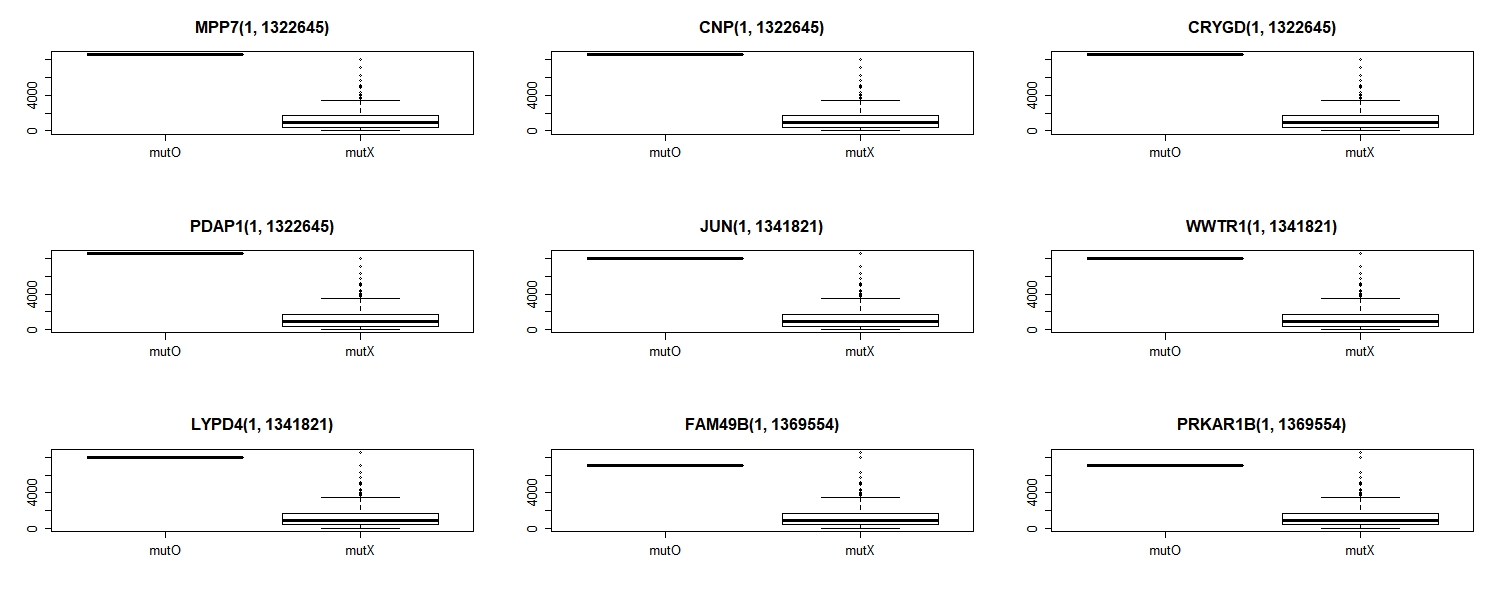 MPP7(1, 1322645)
CNP(1, 1322645)
CRYGD(1, 1322645)
4000
0
mutO
mutX
4000
0
mutO
mutX
4000
0
mutO
mutX
PDAP1(1, 1322645)
JUN(1, 1341821)
WWTR1(1, 1341821)
4000
0
mutO
mutX
4000
0
mutO
mutX
4000
0
mutO
mutX
LYPD4(1, 1341821)
FAM49B(1, 1369554)
PRKAR1B(1, 1369554)
4000
0
mutO
mutX
4000
0
mutO
mutX
4000
0
mutO
mutX